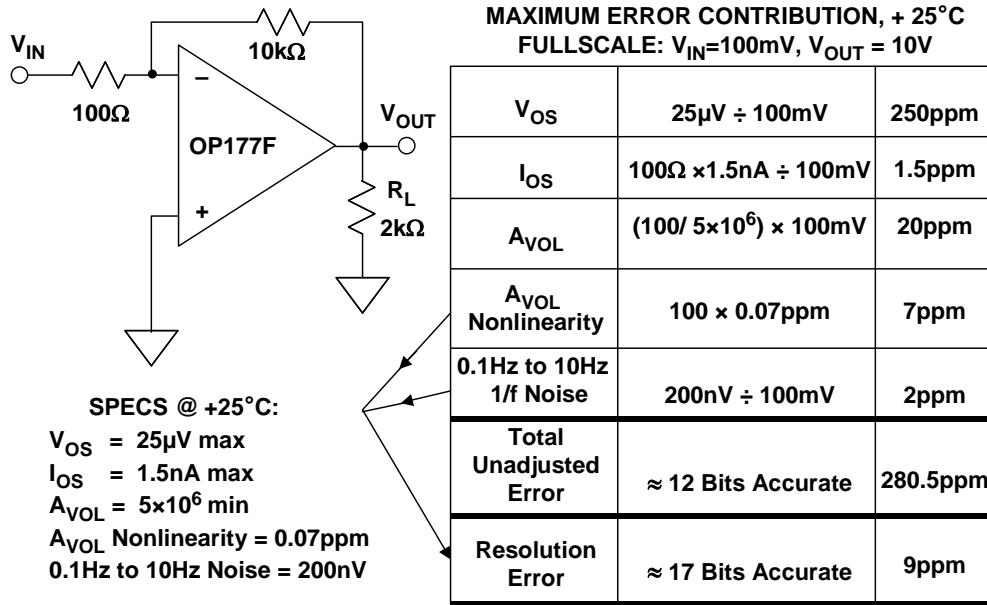 MAXIMUM ERROR CONTRIBUTION, + 25°C
FULLSCALE: V_IN=100mV, V_OUT = 10V
V_IN
100Ω
10kΩ
–
OP177F
+
V_OUT
R_L
2kΩ
V_OS 25µV ÷ 100mV 250ppm
I_OS 100Ω ×1.5nA ÷ 100mV 1.5ppm
A_VOL (100/ 5×10^6) × 100mV 20ppm
A_VOL
Nonlinearity 100 × 0.07ppm 7ppm
0.1Hz to 10Hz
1/f Noise 200nV ÷ 100mV 2ppm
Total
Unadjusted
Error ≈ 12 Bits Accurate 280.5ppm
Resolution
Error ≈ 17 Bits Accurate 9ppm
SPECS @ +25°C:
V_OS = 25µV max
I_OS = 1.5nA max
A_VOL = 5×10^6 min
A_VOL Nonlinearity = 0.07ppm
0.1Hz to 10Hz Noise = 200nV